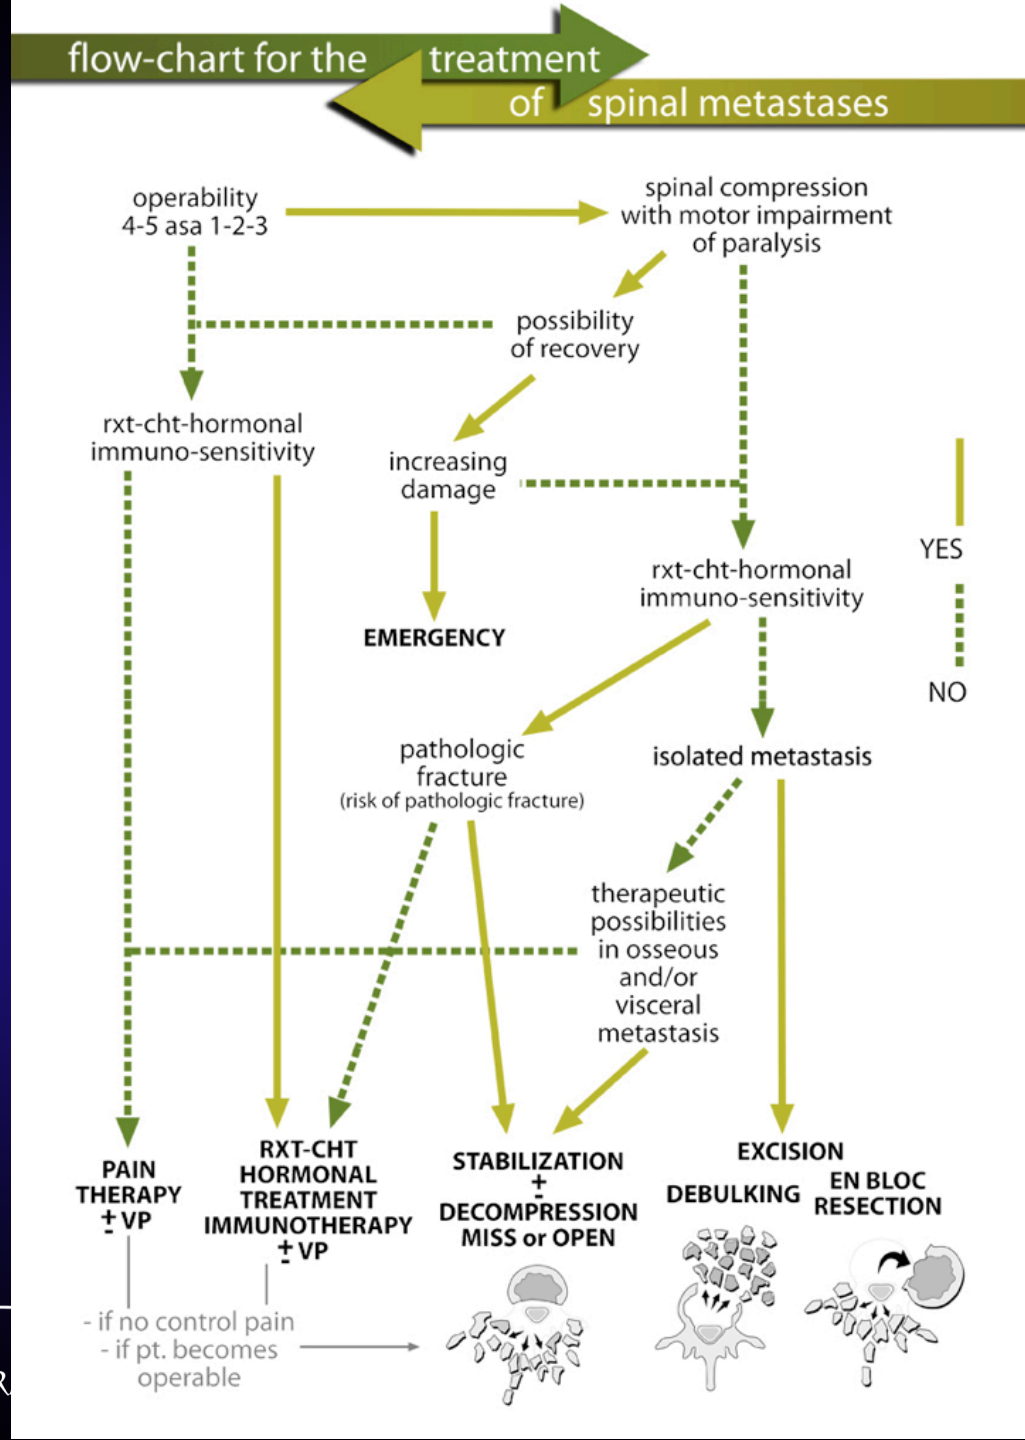 flow-chart for the treatment
of spinal metastases
operability
4-5 asa 1-2-3
spinal compression
with motor impairment
of paralysis
possibility
of recovery
rxt-cht-hormonal
immuno-sensitivity
increasing
damage
YES
rxt-cht-hormonal
immuno-sensitivity
EMERGENCY
NO
pathologic
fracture
(risk of pathologic fracture)
isolated metastasis
therapeutic
possibilities
in osseous
and/or
visceral
metastasis
PAIN
THERAPY
± VP
RXT-CHT
HORMONAL
TREATMENT
IMMUNOTHERAPY
± VP
STABILIZATION
±
DECOMPRESSION
MISS or OPEN
EXCISION
DEBULKING
EN BLOC
RESECTION
- if no control pain
- if pt. becomes
operable
R